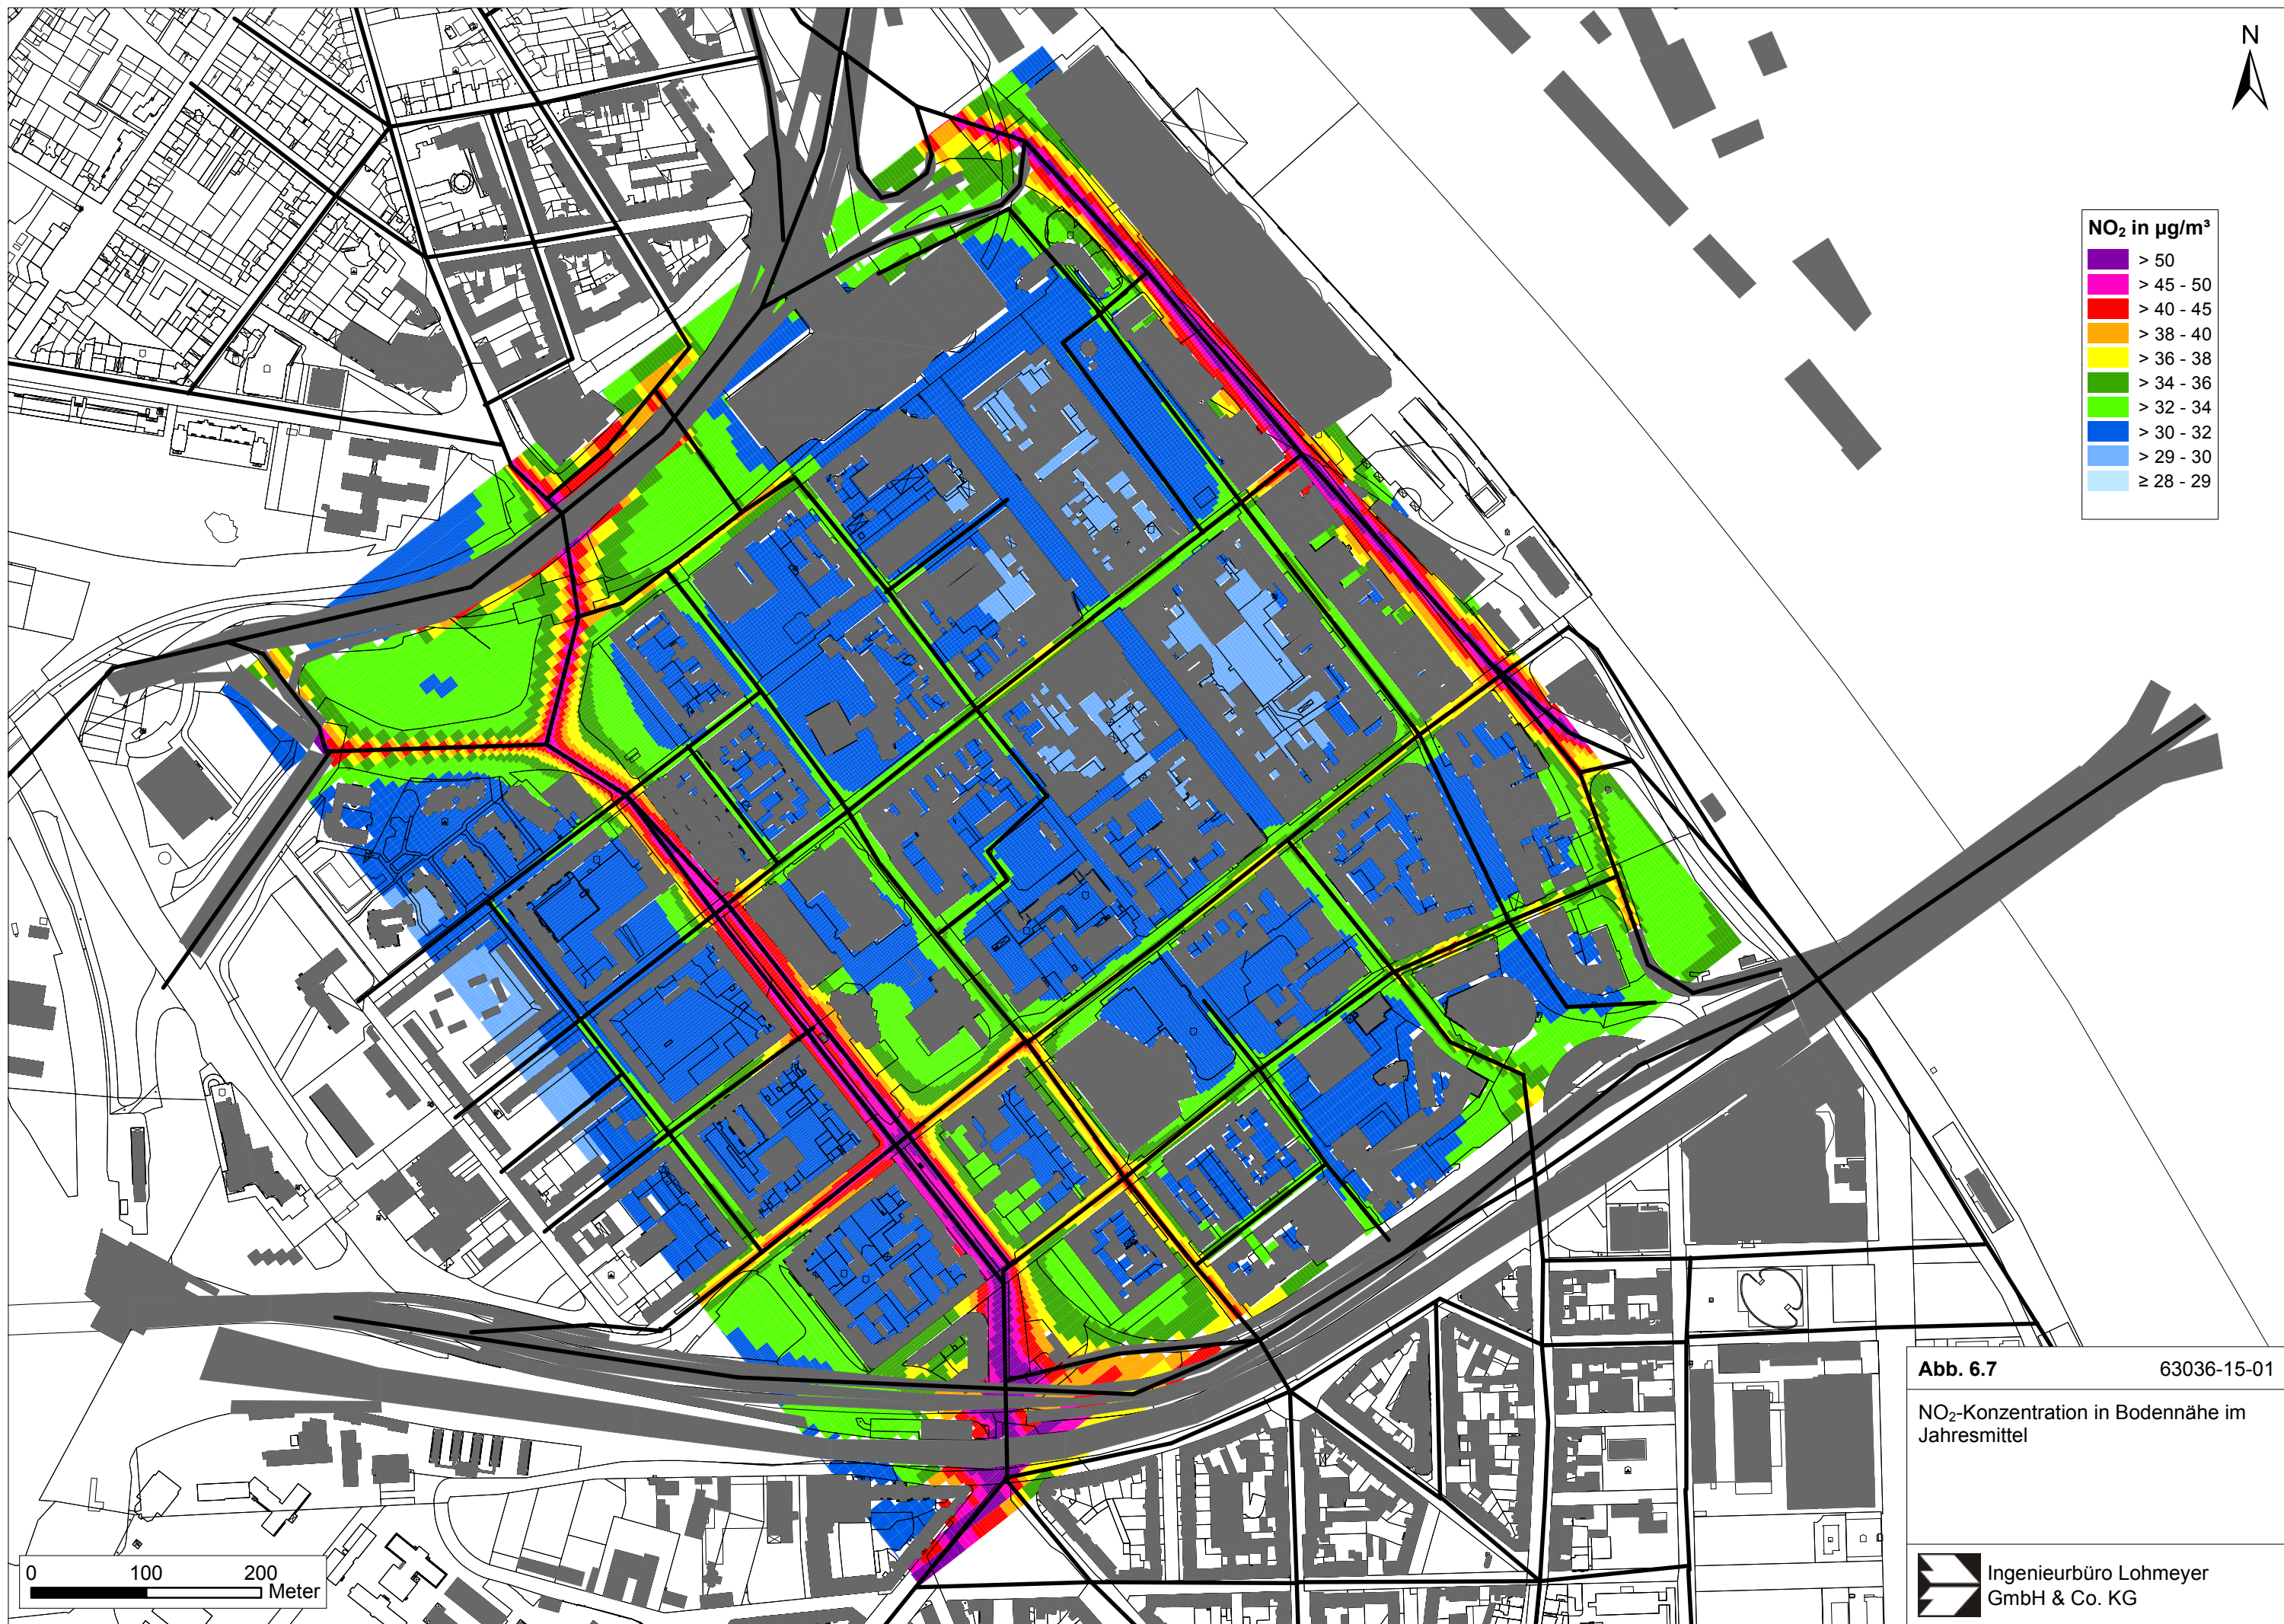 N
NO₂ in µg/m³
> 50
> 45 - 50
> 40 - 45
> 38 - 40
> 36 - 38
> 34 - 36
> 32 - 34
> 30 - 32
> 29 - 30
≥ 28 - 29
Abb. 6.7 63036-15-01
NO₂-Konzentration in Bodennähe im
Jahresmittel
0 100 200
Meter
Ingenieurbüro Lohmeyer
GmbH & Co. KG